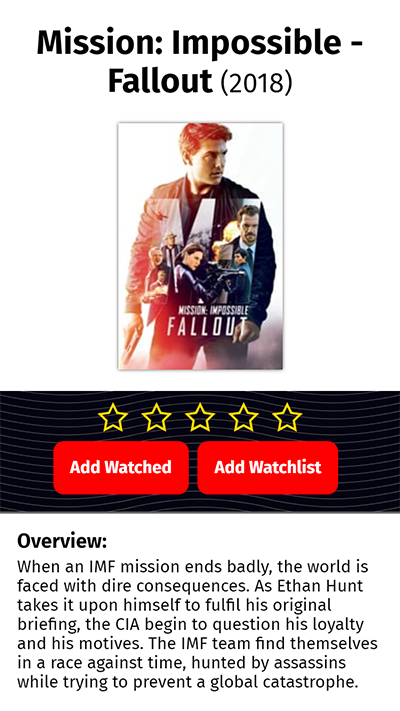 Mission: Impossible -
Fallout (2018)
MISSION: IMPOSSIBLE
FALLOUT
Add Watched
Add Watchlist
Overview:
When an IMF mission ends badly, the world is
faced with dire consequences. As Ethan Hunt
takes it upon himself to fulfil his original
briefing, the CIA begin to question his loyalty
and his motives. The IMF team find themselves
in a race against time, hunted by assassins
while trying to prevent a global catastrophe.